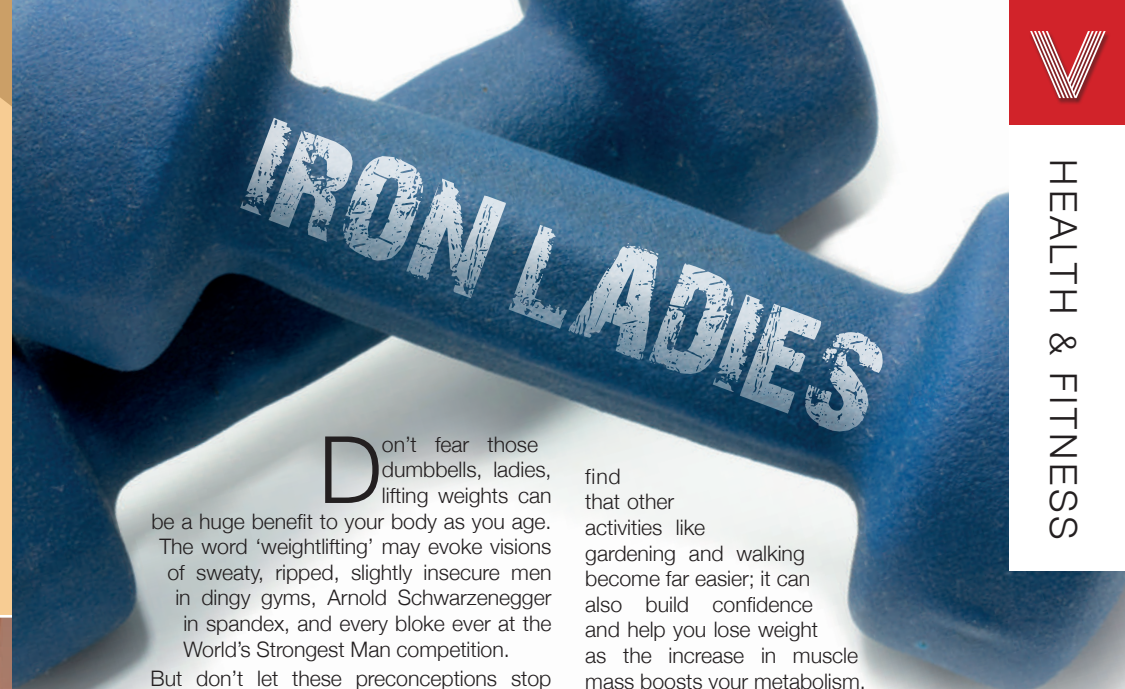 IRON LADIES
V
HEALTH & FITNESS
Don’t fear those
dumbbells, ladies,
lifting weights can
be a huge benefit to your body as you age.
The word ‘weightlifting’ may evoke visions
of sweaty, ripped, slightly insecure men
in dingy gyms, Arnold Schwarzenegger
in spandex, and every bloke ever at the
World’s Strongest Man competition.
But don’t let these preconceptions stop
find
that other
activities like
gardening and walking
become far easier; it can
also build confidence
and help you lose weight
as the increase in muscle
mass boosts your metabolism.